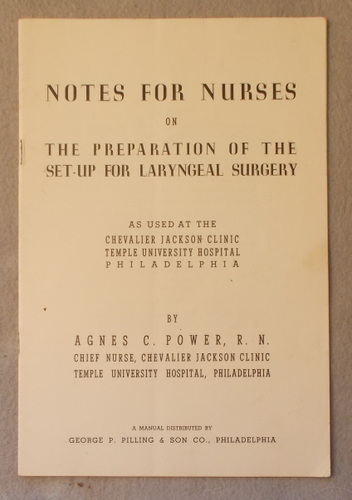 NOTES FOR NURSES
ON
THE PREPARATION OF THE
SET-UP FOR LARYNGEAL SURGERY
AS USED AT THE
CHEVALIER JACKSON CLINIC
TEMPLE UNIVERSITY HOSPITAL
PHILADELPHIA
BY
AGNES C. POWER, R. N.
CHIEF NURSE, CHEVALIER JACKSON CLINIC
TEMPLE UNIVERSITY HOSPITAL, PHILADELPHIA
A MANUAL DISTRIBUTED BY
GEORGE P. PILLING & SON CO., PHILADELPHIA